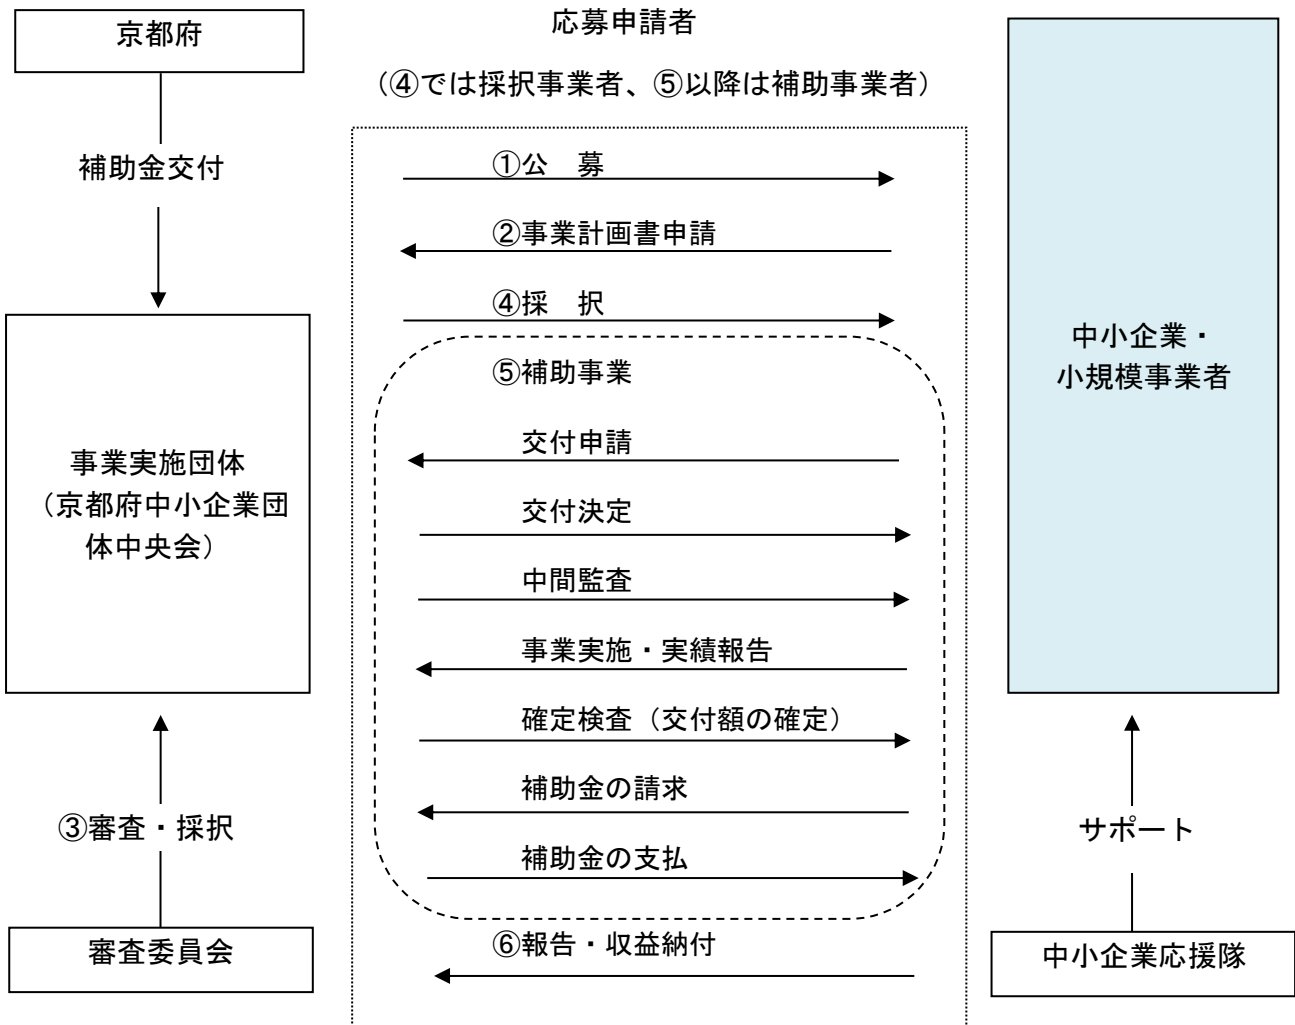 京都府
補助金交付
事業実施団体
（京都府中小企業団
体中央会）
③審査・採択
審査委員会
応募申請者
（④では採択事業者、⑤以降は補助事業者）
①公　募
②事業計画書申請
④採　択
⑤補助事業
交付申請
交付決定
中間監査
事業実施・実績報告
確定検査（交付額の確定）
補助金の請求
補助金の支払
⑥報告・収益納付
中小企業・
小規模事業者
サポート
中小企業応援隊